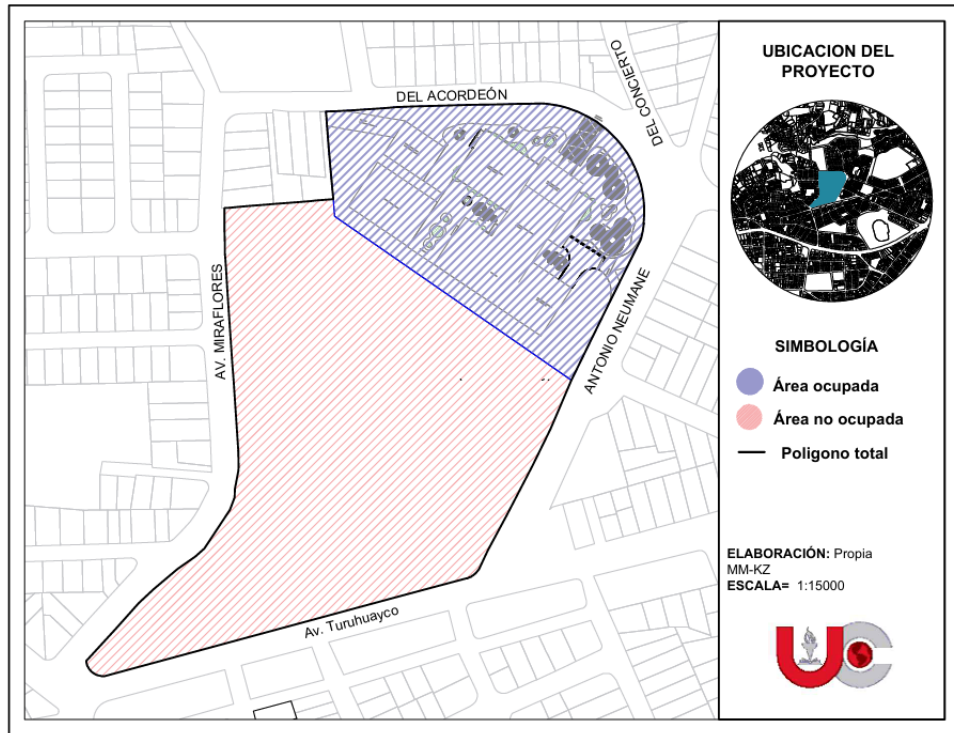 DEL ACORDEÓN
DEL CONCIERTO
AV. MIRAFLORES
ANTONIO NEUMANE
Av. Turuhuayco
UBICACION DEL
PROYECTO
SIMBOLOGÍA
Área ocupada
Área no ocupada
Poligono total
ELABORACIÓN: Propia
MM-KZ
ESCALA= 1:15000
UC